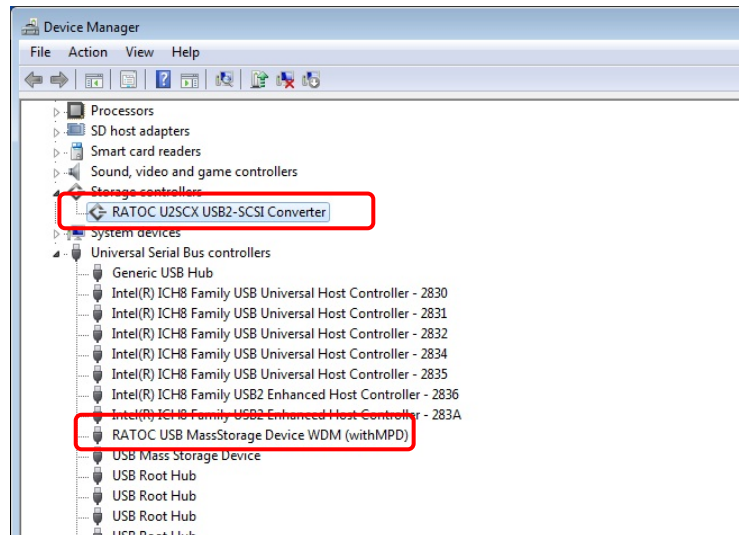 Device Manager
File Action View Help
Processors
SD host adapters
Smart card readers
Sound, video and game controllers
Storage controllers
RATOC U2SCX USB2-SCSI Converter
System devices
Universal Serial Bus controllers
Generic USB Hub
Intel(R) ICH8 Family USB Universal Host Controller - 2830
Intel(R) ICH8 Family USB Universal Host Controller - 2831
Intel(R) ICH8 Family USB Universal Host Controller - 2832
Intel(R) ICH8 Family USB Universal Host Controller - 2834
Intel(R) ICH8 Family USB Universal Host Controller - 2835
Intel(R) ICH8 Family USB2 Enhanced Host Controller - 2836
Intel(R) ICH8 Family USB2 Enhanced Host Controller - 283A
RATOC USB MassStorage Device WDM (withMPD)
USB Mass Storage Device
USB Root Hub
USB Root Hub
USB Root Hub
USB Root Hub